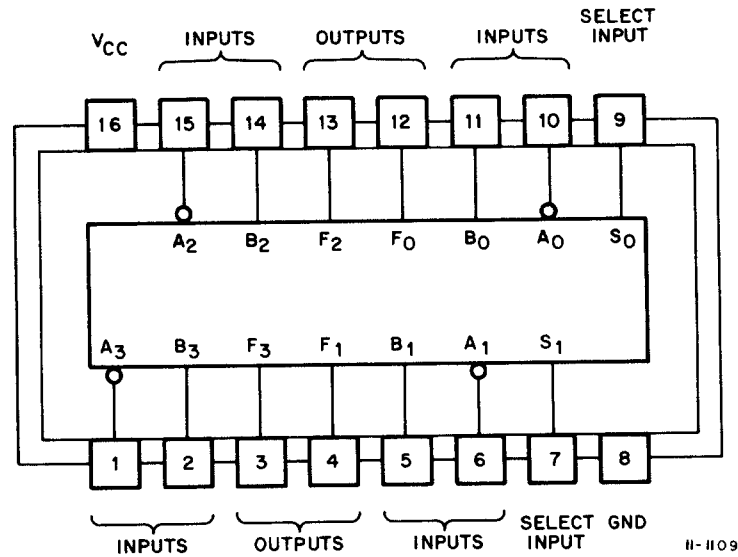 SELECT
INPUT
VCC INPUTS OUTPUTS INPUTS
16 15 14 13 12 11 10 9
A2 B2 F2 F0 B0 A0 S0
A3 B3 F3 F1 B1 A1 S1
1 2 3 4 5 6 7 8
INPUTS OUTPUTS INPUTS SELECT INPUT GND
11-1109